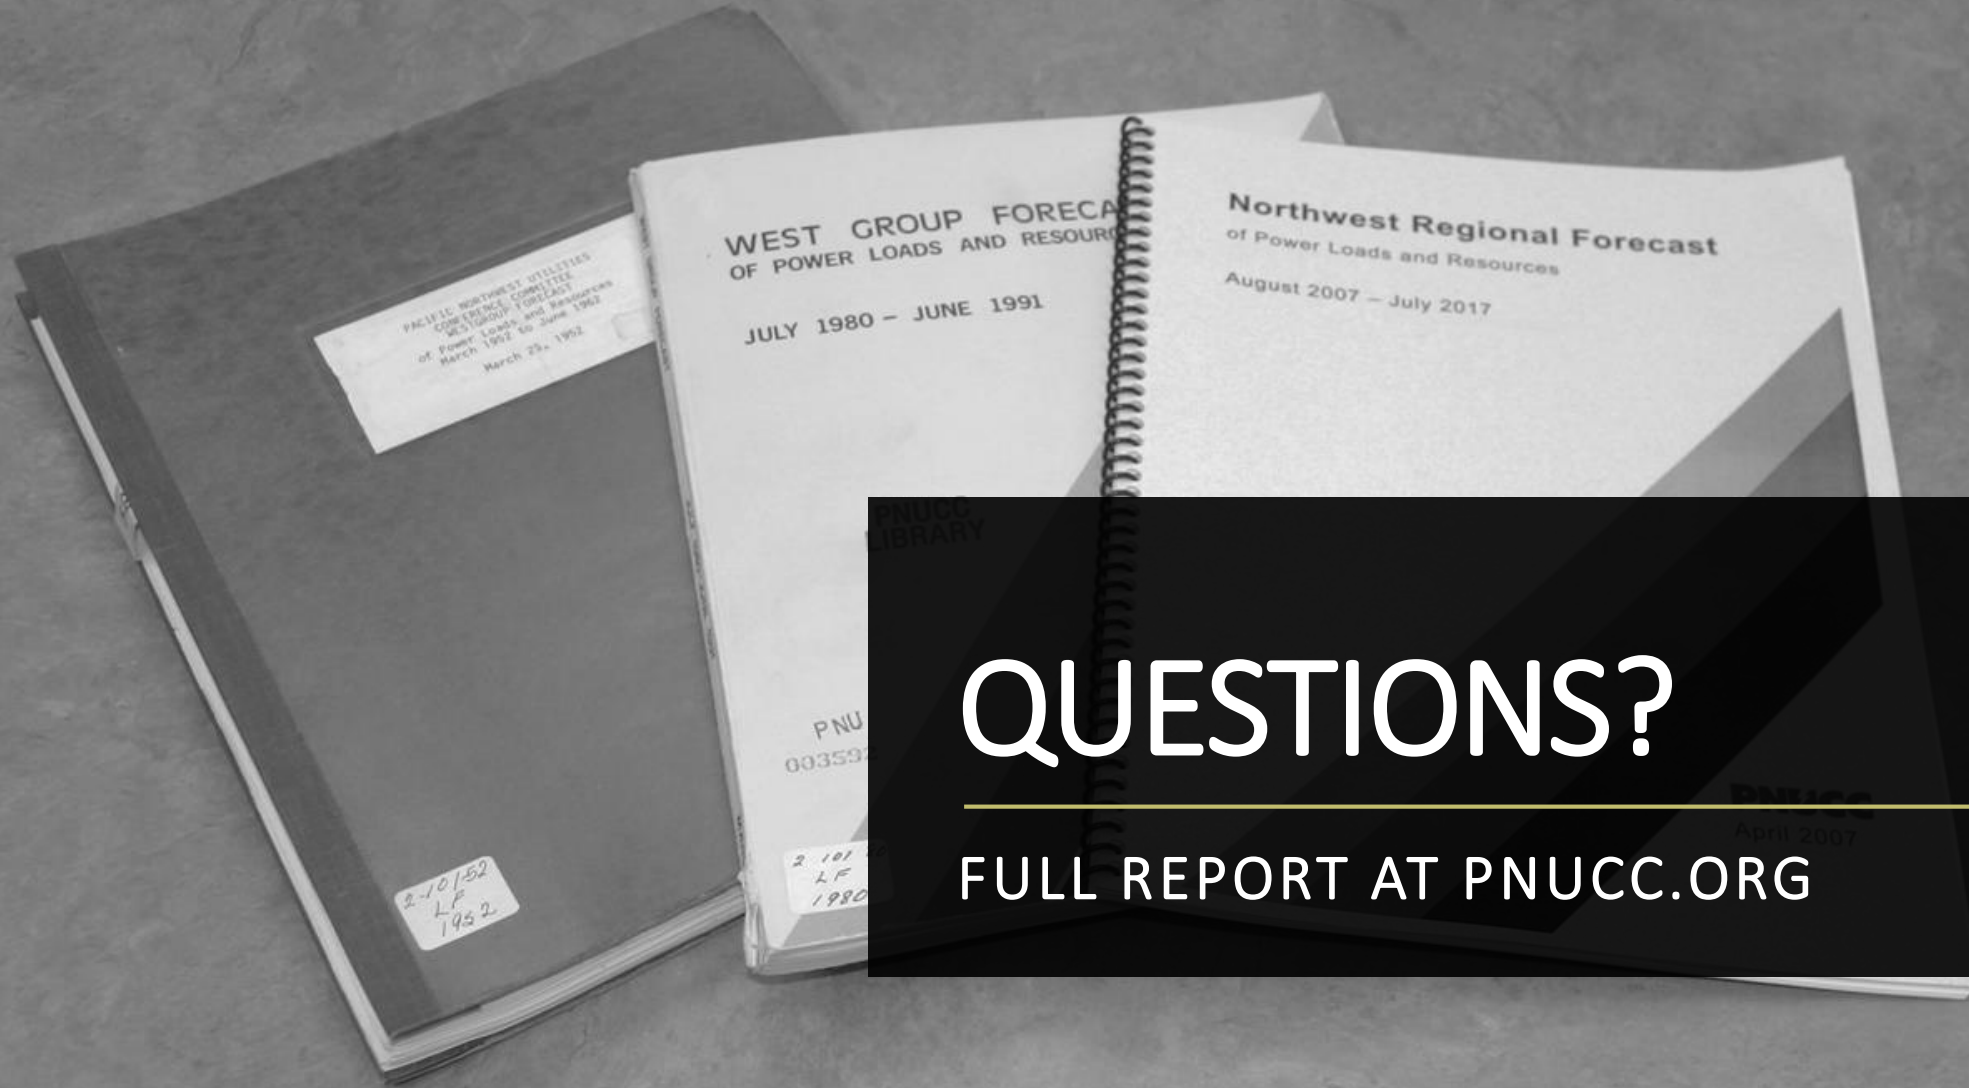 PACIFIC NORTHWEST UTILITIES
CONFERENCE COMMITTEE
WESTGROUP FORECAST
of Power Loads and Resources
March 1952 to June 1962
March 25, 1952
2-101-52
LF
1952
WEST GROUP FORECA
OF POWER LOADS AND RESOURC
JULY 1980 – JUNE 1991
PNUCC
LIBRARY
PNU
003592
2 101 80
LF
1980
Northwest Regional Forecast
of Power Loads and Resources
August 2007 – July 2017
PNUCC
April 2007
QUESTIONS?
FULL REPORT AT PNUCC.ORG